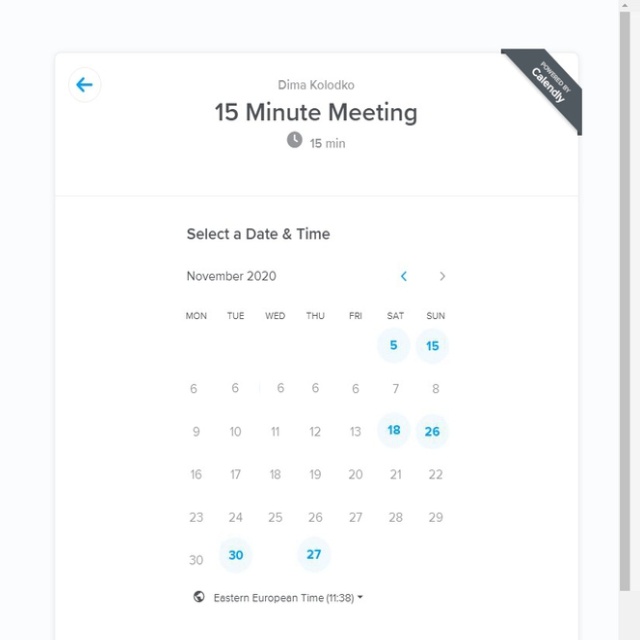 POWERED BY
Calendly
Dima Kolodko
15 Minute Meeting
15 min
Select a Date & Time
November 2020
MON TUE WED THU FRI SAT SUN
5 15
6 6 6 6 6 7 8
9 10 11 12 13 18 26
16 17 18 19 20 21 22
23 24 25 26 27 28 29
30 30 27
Eastern European Time (11:38)